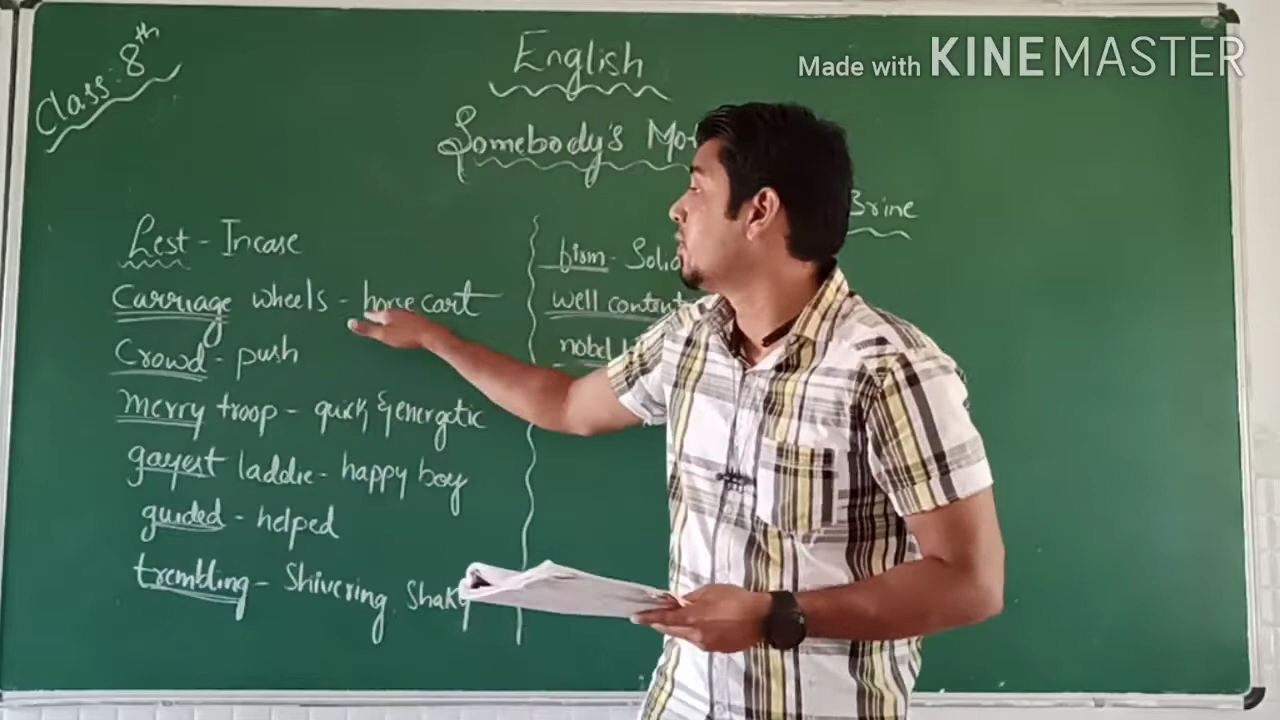 Class: 8th
English
Made with KINEMASTER
Somebody's Mo
Brine
Lest - Incase
Carriage wheels - horse cart
Crowd - push
merry troop - quick & energetic
gayest laddie - happy boy
guided - helped
trembling - Shivering, Shaky
firm - Solid
well content